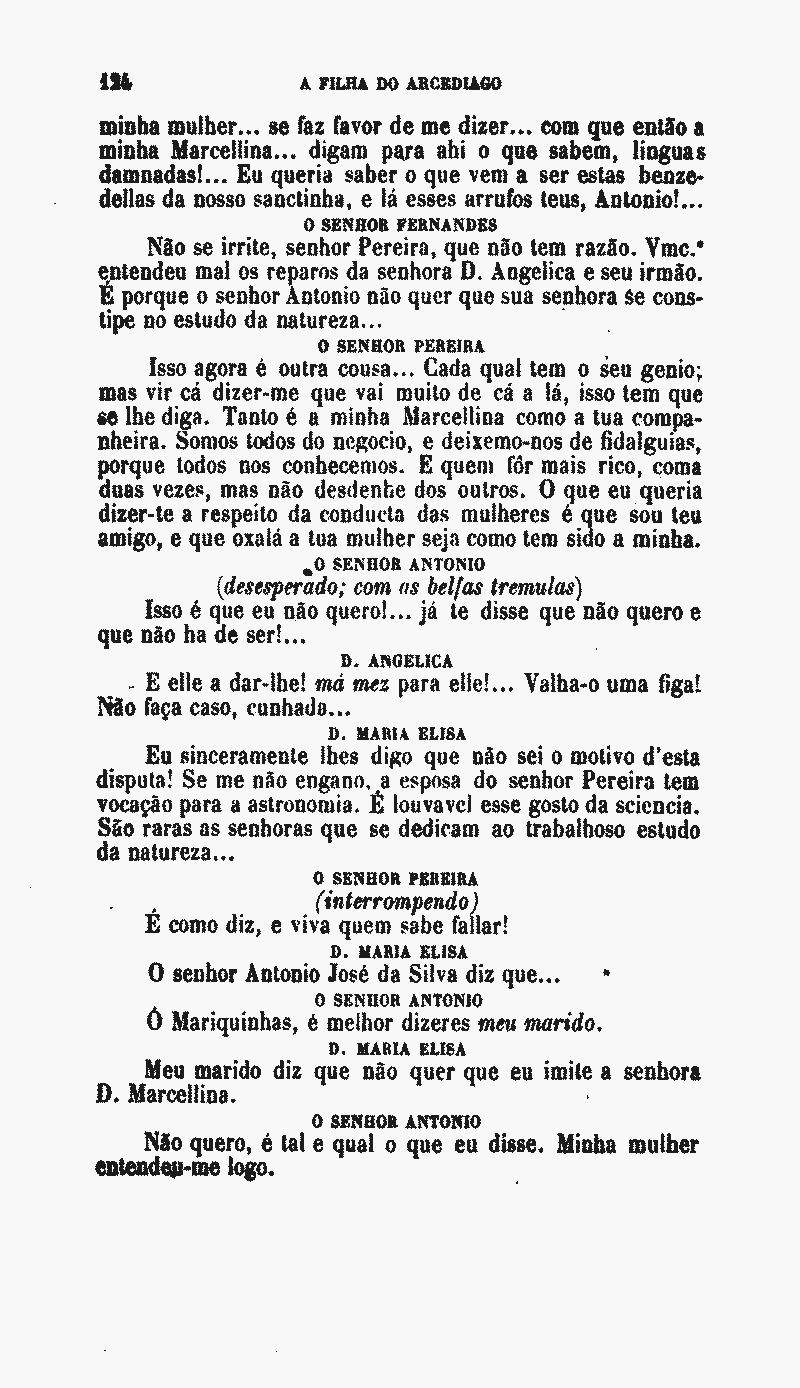 124 A FILHA DO ARCEDIAGO
minha mulher... se faz favor de me dizer... com que então a
minha Marcellina... digam para ahi o que sabem, linguas
damnadas!... Eu queria saber o que vem a ser estas benze-
dellas da nosso sanctinha, e lá esses arrufos teus, Antonio!...
O SENHOR FERNANDES
Não se irrite, senhor Pereira, que não tem razão. Vmc.ᵉ
entendeu mal os reparos da senhora D. Angelica e seu irmão.
É porque o senhor Antonio não quer que sua senhora se cons-
tipe no estudo da natureza...
O SENHOR PEREIRA
Isso agora é outra cousa... Cada qual tem o seu genio;
mas vir cá dizer-me que vai muito de cá a lá, isso tem que
se lhe diga. Tanto é a minha Marcellina como a tua compa-
nheira. Somos todos do negocio, e deixemo-nos de fidalguias,
porque todos nos conhecemos. E quem fôr mais rico, coma
duas vezes, mas não desdenhe dos outros. O que eu queria
dizer-te a respeito da conducta das mulheres é que sou teu
amigo, e que oxalá a tua mulher seja como tem sido a minha.
O SENHOR ANTONIO
(desesperado; com as belfas tremulas)
Isso é que eu não quero!... já te disse que não quero e
que não ha de ser!...
D. ANGELICA
E elle a dar-lhe! má mez para elle!... Valha-o uma figa!
Não faça caso, cunhada...
D. MARIA ELISA
Eu sinceramente lhes digo que não sei o motivo d'esta
disputa! Se me não engano, a esposa do senhor Pereira tem
vocação para a astronomia. É louvavel esse gosto da sciencia.
São raras as senhoras que se dedicam ao trabalhoso estudo
da natureza...
O SENHOR PEREIRA
(interrompendo)
É como diz, e viva quem sabe fallar!
D. MARIA ELISA
O senhor Antonio José da Silva diz que...
O SENHOR ANTONIO
Ó Mariquinhas, é melhor dizeres meu marido.
D. MARIA ELISA
Meu marido diz que não quer que eu imite a senhora
D. Marcellina.
O SENHOR ANTONIO
Não quero, é tal e qual o que eu disse. Minha mulher
entendeu-me logo.